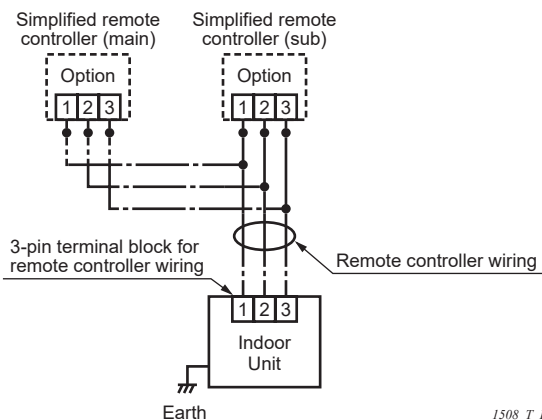 Simplified remote
controller (main)
Simplified remote
controller (sub)
Option
Option
1 2 3
1 2 3
3-pin terminal block for
remote controller wiring
Remote controller wiring
1 2 3
Indoor
Unit
Earth
1508_T_I